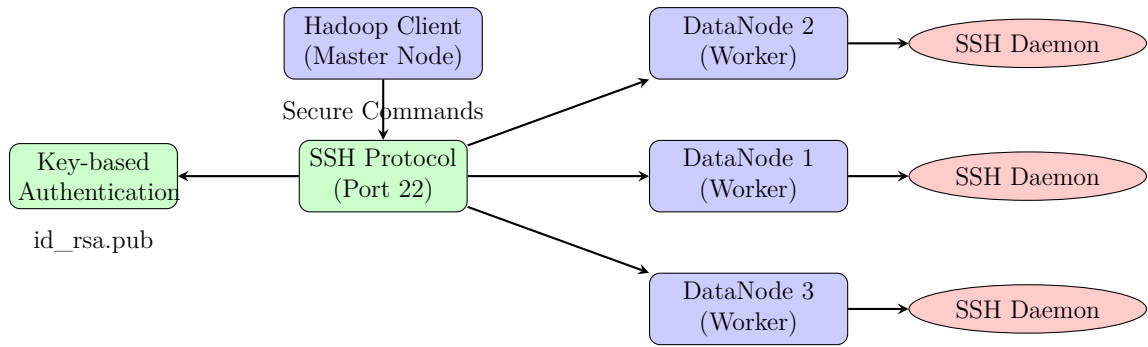 Hadoop Client
(Master Node)
DataNode 2
(Worker)
SSH Daemon
Secure Commands
Key-based
Authentication
SSH Protocol
(Port 22)
DataNode 1
(Worker)
SSH Daemon
id_rsa.pub
DataNode 3
(Worker)
SSH Daemon